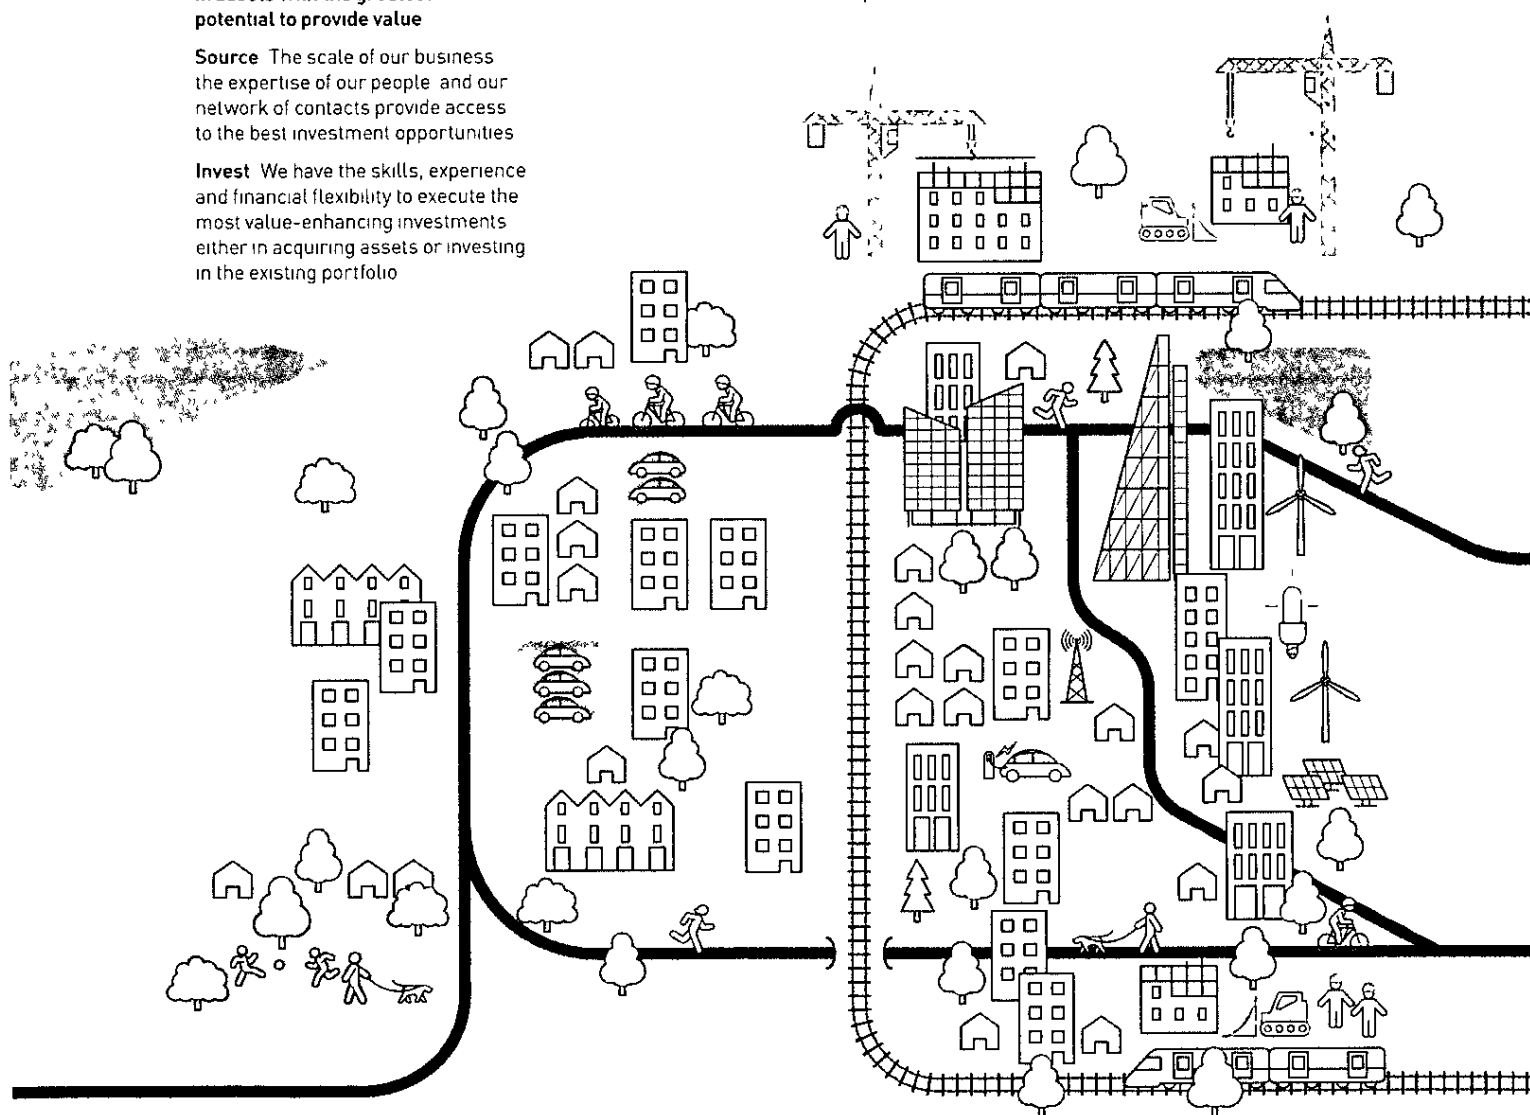 potential to provide value
Source The scale of our business
the expertise of our people and our
network of contacts provide access
to the best investment opportunities
Invest We have the skills, experience
and financial flexibility to execute the
most value-enhancing investments
either in acquiring assets or investing
in the existing portfolio